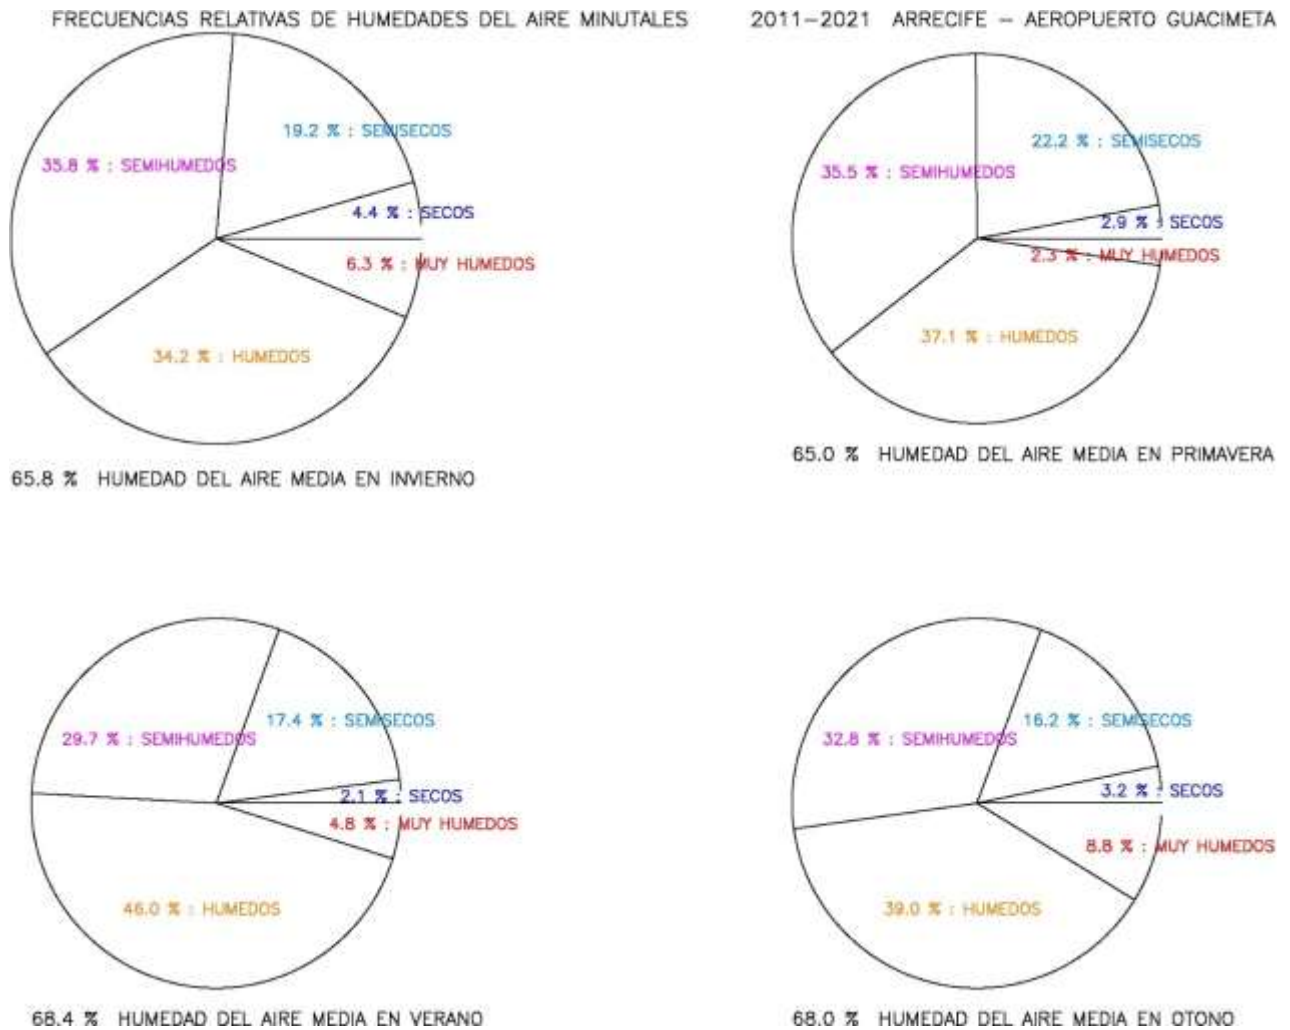 FRECUENCIAS RELATIVAS DE HUMEDADES DEL AIRE MINUTALES 2011-2021 ARRECIFE - AEROPUERTO GUACIMETA
19.2 % : SEMISECOS
35.8 % : SEMIHUMEDOS
4.4 % : SECOS
6.3 % : MUY HUMEDOS
34.2 % : HUMEDOS
65.8 % HUMEDAD DEL AIRE MEDIA EN INVIERNO
22.2 % : SEMISECOS
35.5 % : SEMIHUMEDOS
2.9 % : SECOS
2.3 % : MUY HUMEDOS
37.1 % : HUMEDOS
65.0 % HUMEDAD DEL AIRE MEDIA EN PRIMAVERA
17.4 % : SEMISECOS
29.7 % : SEMIHUMEDOS
2.1 % : SECOS
4.8 % : MUY HUMEDOS
46.0 % : HUMEDOS
68.4 % HUMEDAD DEL AIRE MEDIA EN VERANO
16.2 % : SEMISECOS
32.8 % : SEMIHUMEDOS
3.2 % : SECOS
8.8 % : MUY HUMEDOS
39.0 % : HUMEDOS
68.0 % HUMEDAD DEL AIRE MEDIA EN OTONO